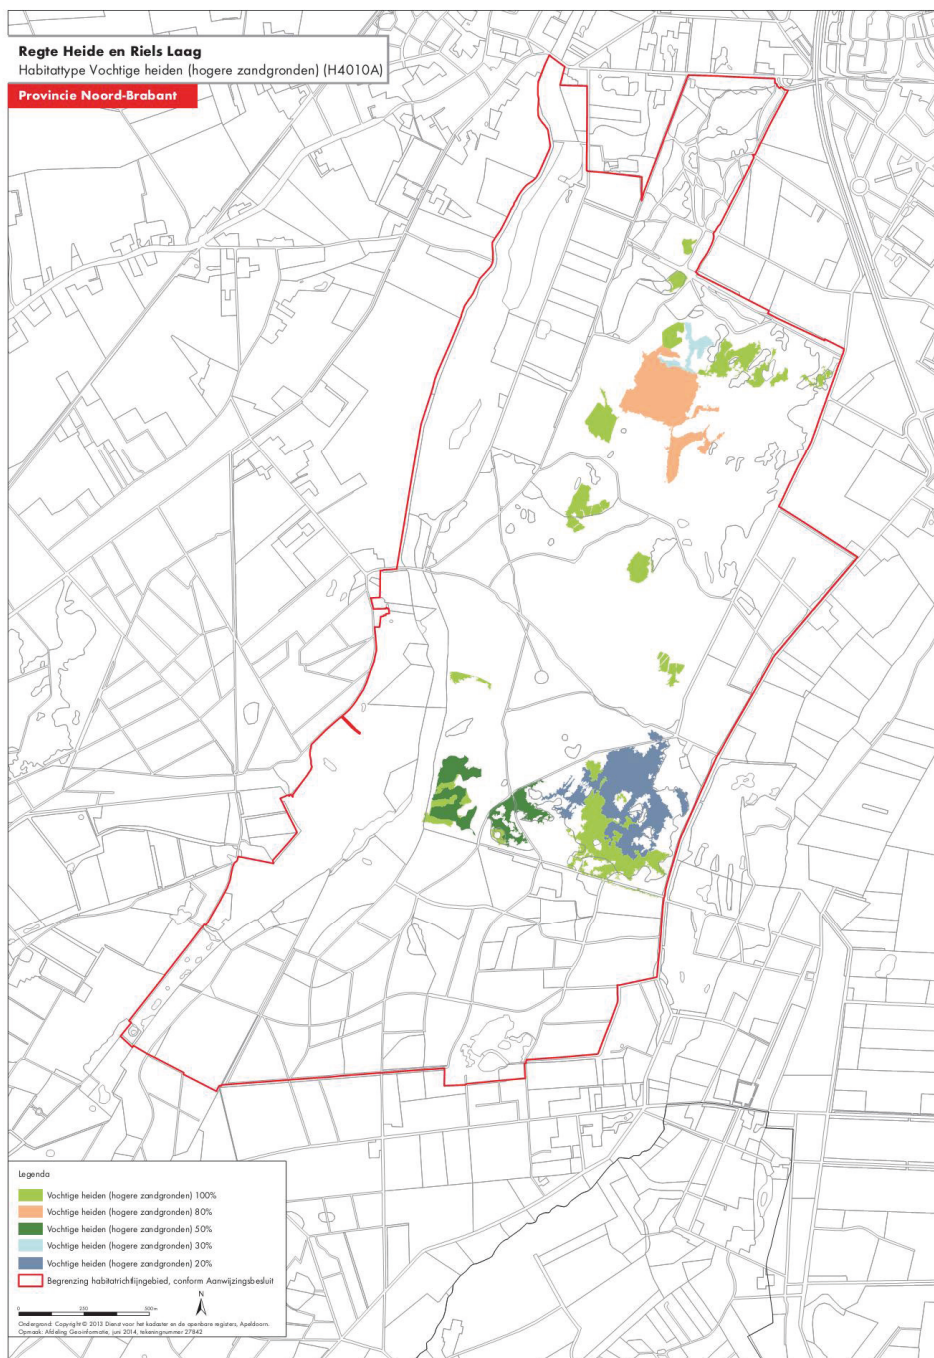 Regte Heide en Riels Laag
Habitattype Vochtige heiden (hogere zandgronden) (H4010A)
Provincie Noord-Brabant
Legenda
Vochtige heiden (hogere zandgronden) 100%
Vochtige heiden (hogere zandgronden) 80%
Vochtige heiden (hogere zandgronden) 50%
Vochtige heiden (hogere zandgronden) 30%
Vochtige heiden (hogere zandgronden) 20%
Begrenzing habitatrichtlijngebied, conform Aanwijzingsbesluit
N
0 250 500m
Ondergrond: Copyright © 2013 Dienst voor het kadaster en de openbare registers, Apeldoorn.
Opmaak: Afdeling Geo-informatie, juni 2014, tekeningnummer 27842